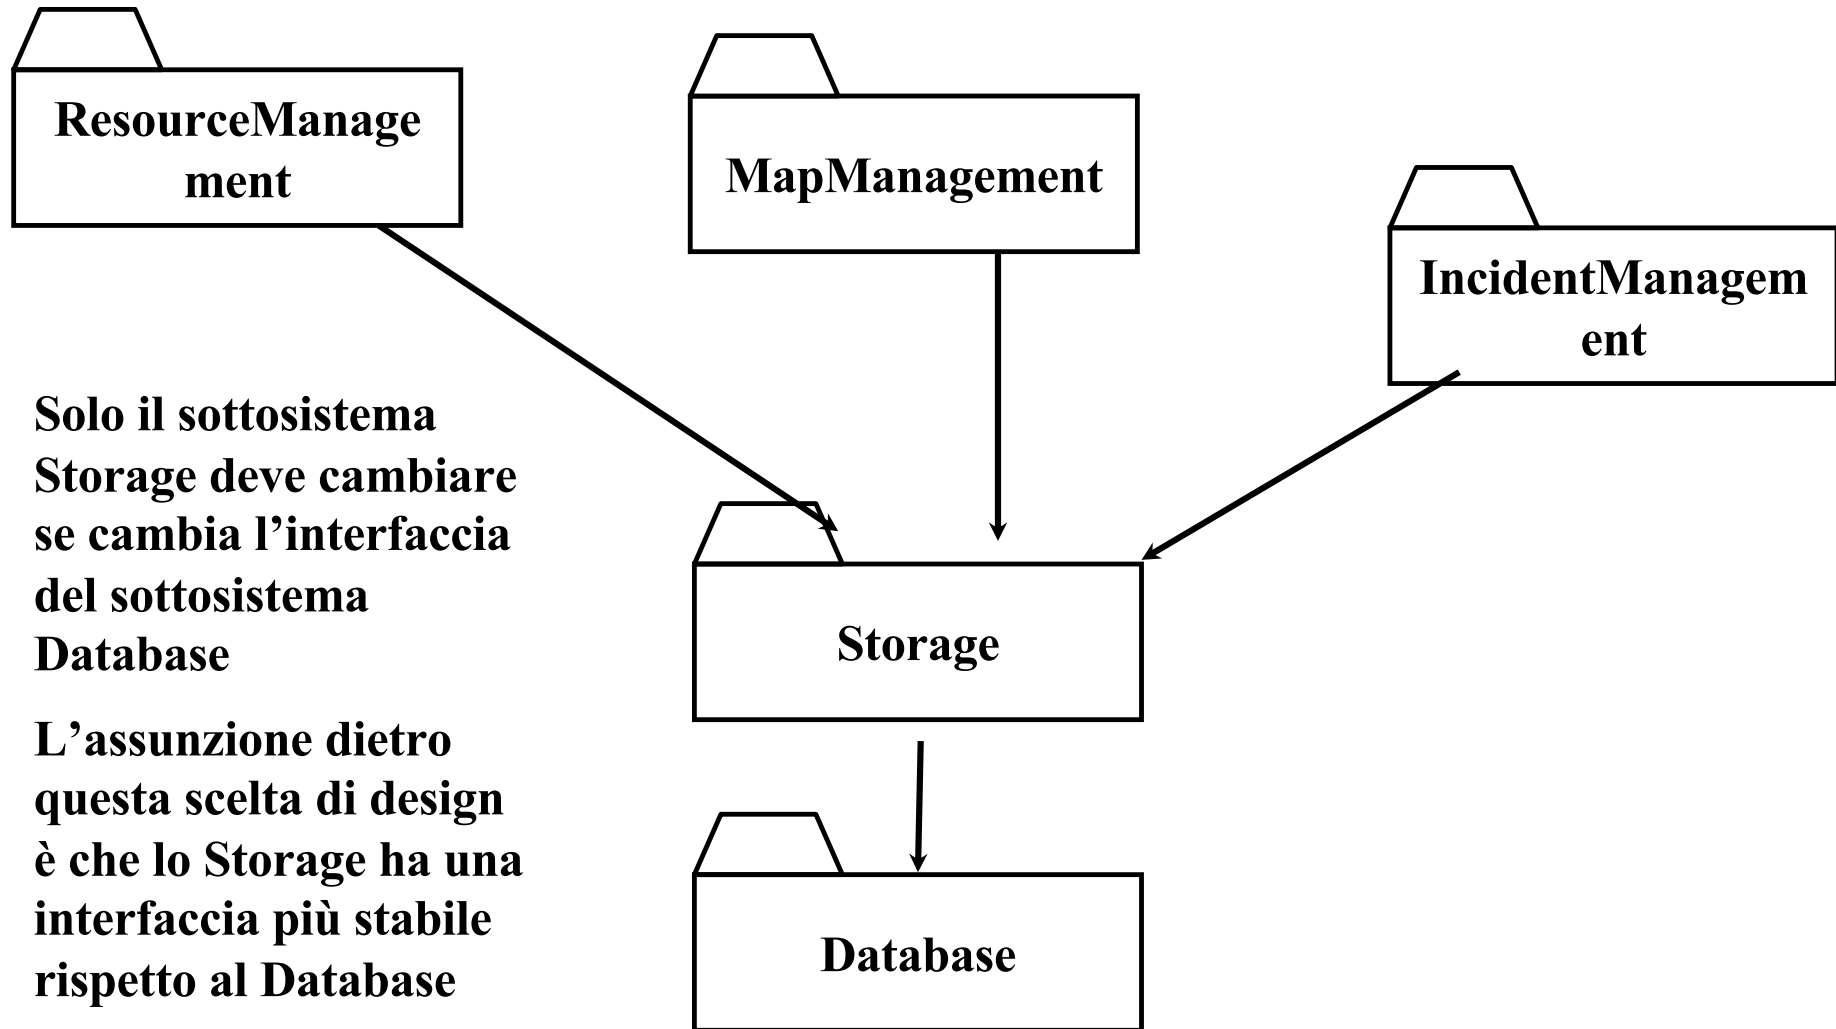 ResourceManage
ment
MapManagement
IncidentManagem
ent
Solo il sottosistema
Storage deve cambiare
se cambia l’interfaccia
del sottosistema
Database
L’assunzione dietro
questa scelta di design
è che lo Storage ha una
interfaccia più stabile
rispetto al Database
Storage
Database